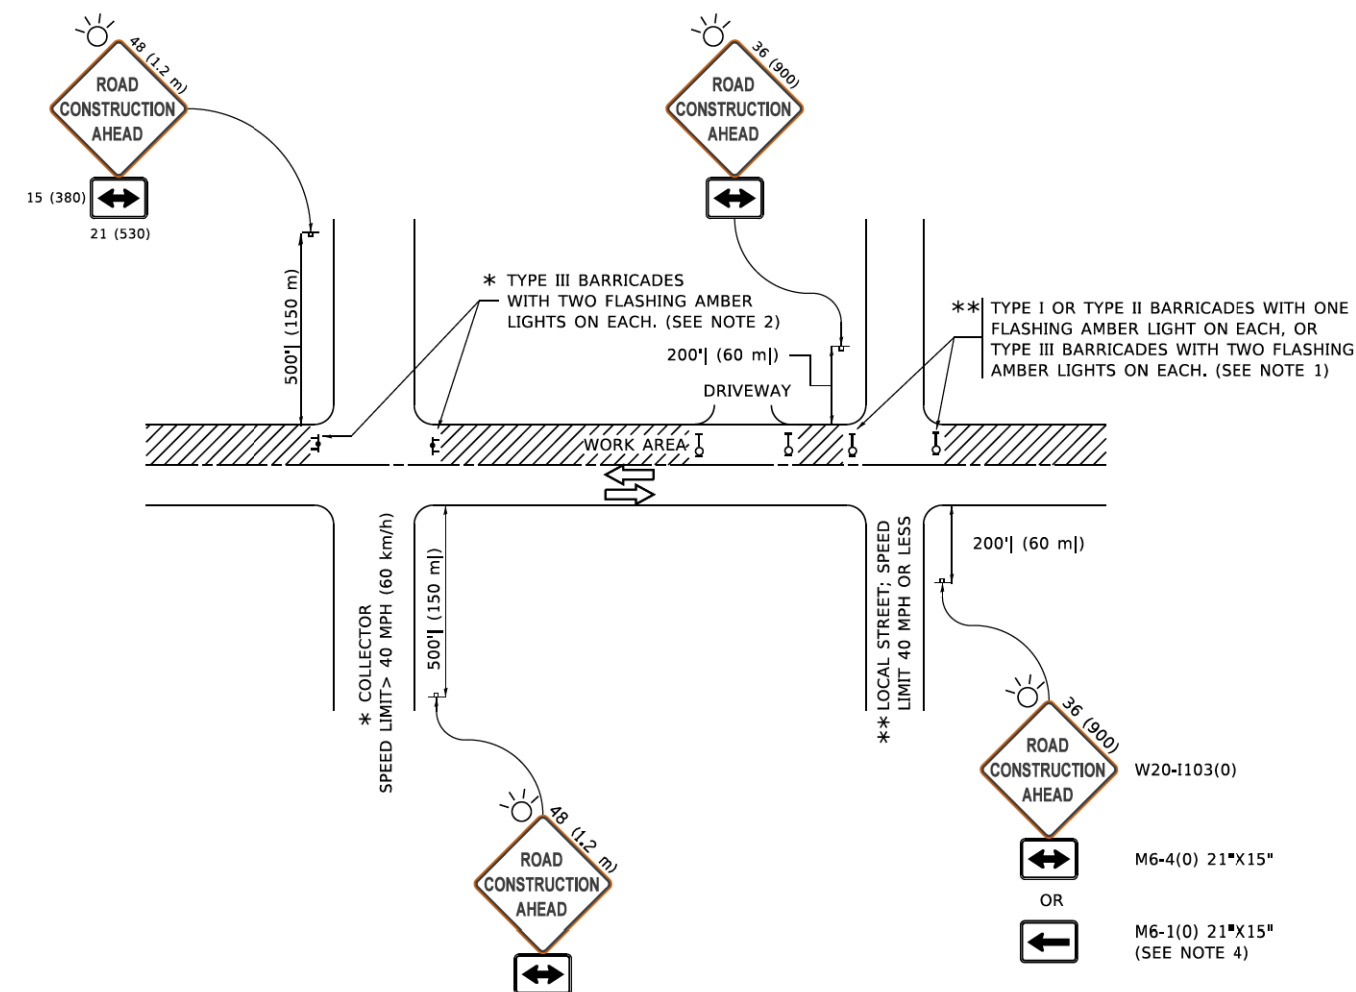 48 (1.2 m)
ROAD
CONSTRUCTION
AHEAD
15 (380)
21 (530)
36 (900)
ROAD
CONSTRUCTION
AHEAD
500'| (150 m)
* TYPE III BARRICADES
WITH TWO FLASHING AMBER
LIGHTS ON EACH. (SEE NOTE 2)
200'| (60 m|)
DRIVEWAY
** TYPE I OR TYPE II BARRICADES WITH ONE
FLASHING AMBER LIGHT ON EACH, OR
TYPE III BARRICADES WITH TWO FLASHING
AMBER LIGHTS ON EACH. (SEE NOTE 1)
WORK AREA
* COLLECTOR
SPEED LIMIT> 40 MPH (60 km/h)
500'| (150 m|)
** LOCAL STREET; SPEED
LIMIT 40 MPH OR LESS
200'| (60 m|)
48 (1.2 m)
ROAD
CONSTRUCTION
AHEAD
36 (900)
ROAD
CONSTRUCTION
AHEAD
W20-I103(0)
M6-4(0) 21"X15"
OR
M6-1(0) 21"X15"
(SEE NOTE 4)